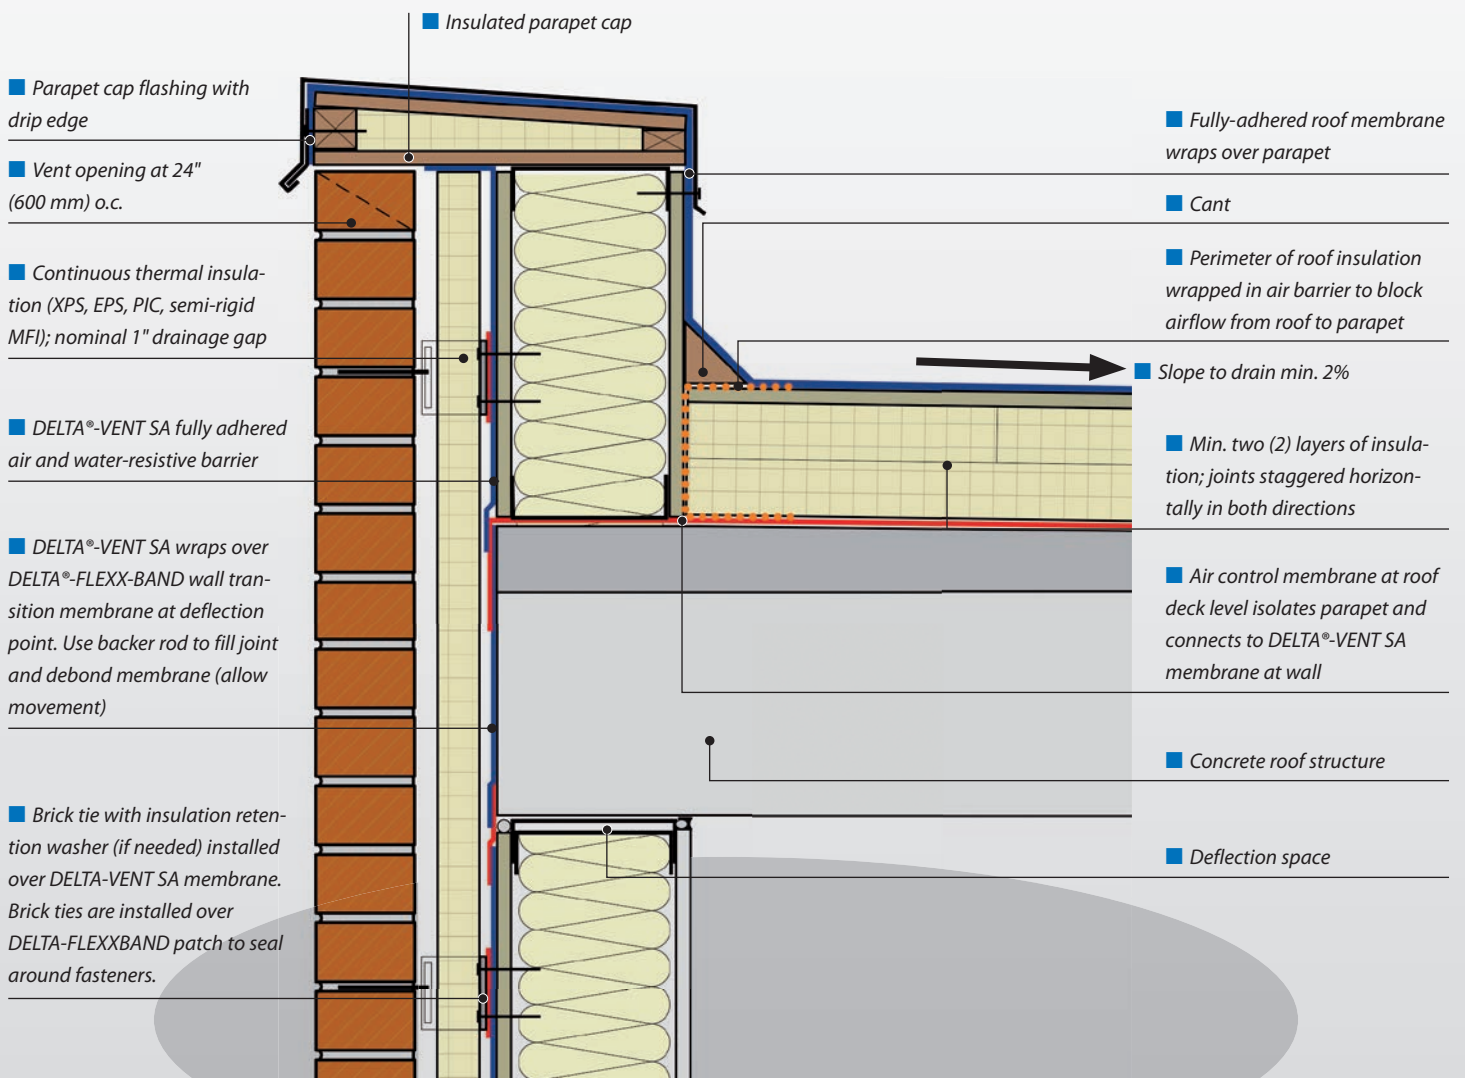 Insulated parapet cap
Parapet cap flashing with
drip edge
Vent opening at 24"
(600 mm) o.c.
Continuous thermal insula-
tion (XPS, EPS, PIC, semi-rigid
MFI); nominal 1" drainage gap
DELTA®-VENT SA fully adhered
air and water-resistive barrier
DELTA®-VENT SA wraps over
DELTA®-FLEXX-BAND wall tran-
sition membrane at deflection
point. Use backer rod to fill joint
and debond membrane (allow
movement)
Brick tie with insulation reten-
tion washer (if needed) installed
over DELTA-VENT SA membrane.
Brick ties are installed over
DELTA-FLEXXBAND patch to seal
around fasteners.
Fully-adhered roof membrane
wraps over parapet
Cant
Perimeter of roof insulation
wrapped in air barrier to block
airflow from roof to parapet
Slope to drain min. 2%
Min. two (2) layers of insula-
tion; joints staggered horizon-
tally in both directions
Air control membrane at roof
deck level isolates parapet and
connects to DELTA®-VENT SA
membrane at wall
Concrete roof structure
Deflection space